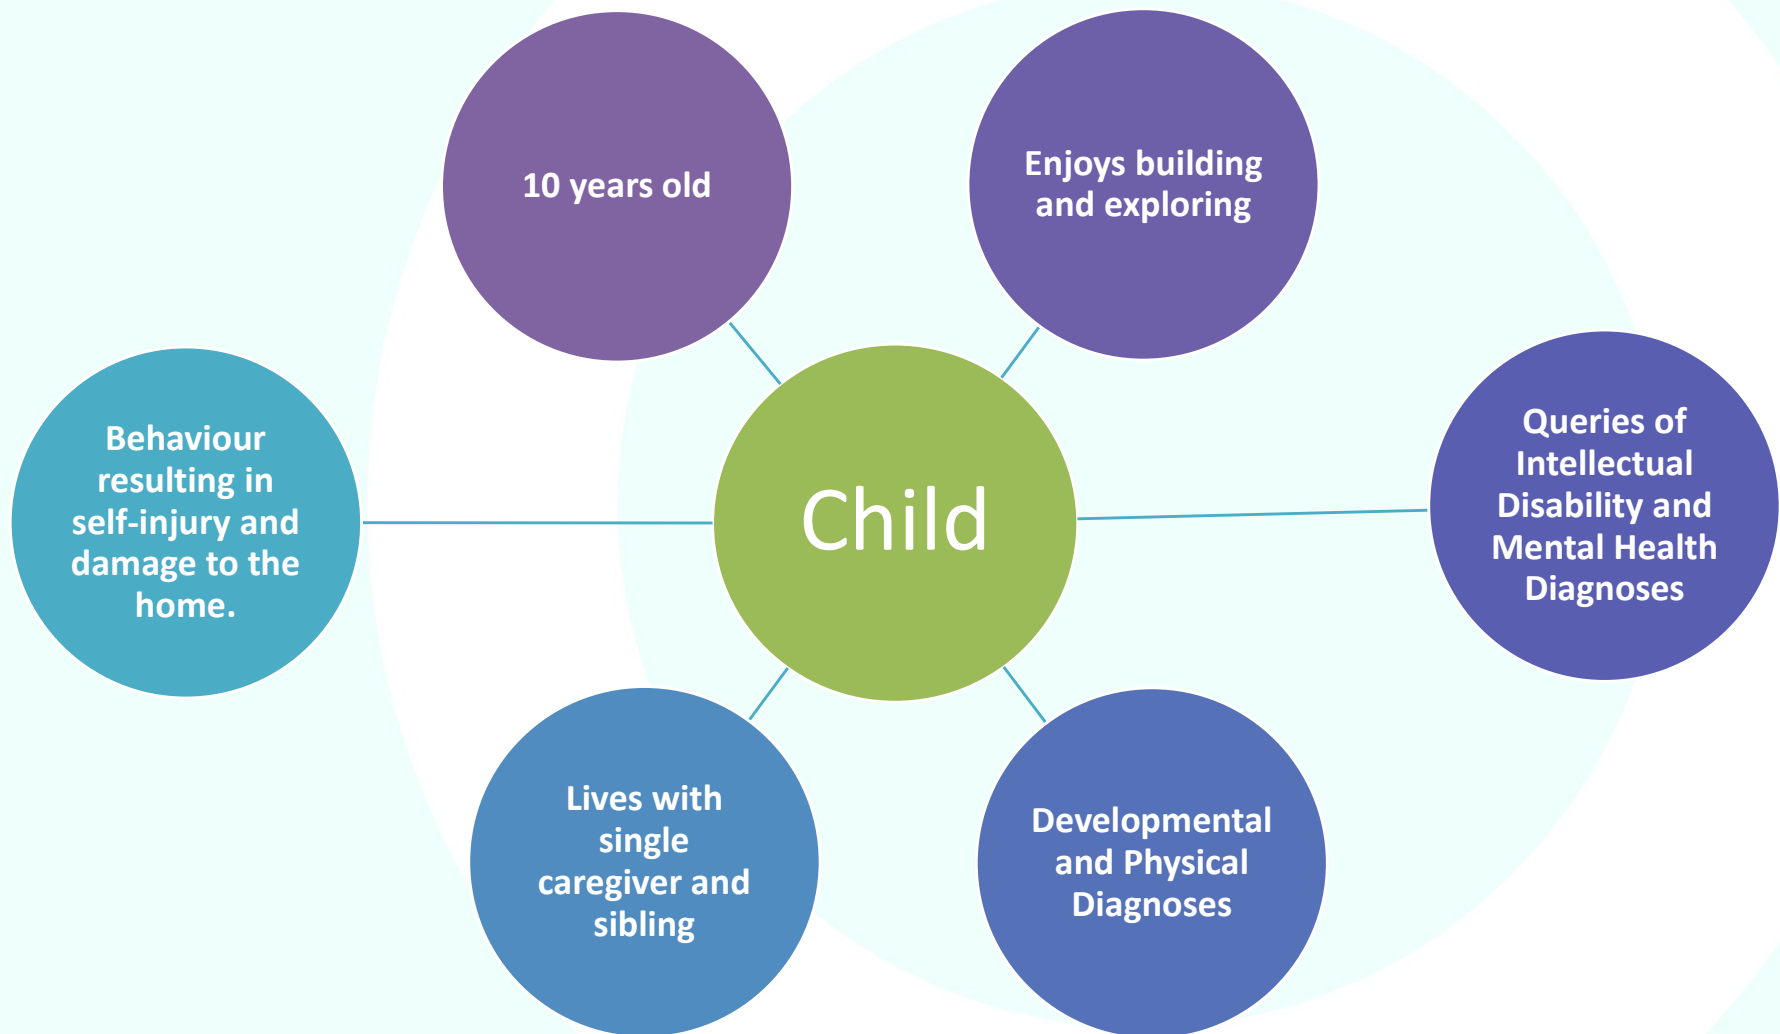 10 years old
Enjoys building
and exploring
Behaviour
resulting in
self-injury and
damage to the
home.
Child
Queries of
Intellectual
Disability and
Mental Health
Diagnoses
Lives with
single
caregiver and
sibling
Developmental
and Physical
Diagnoses